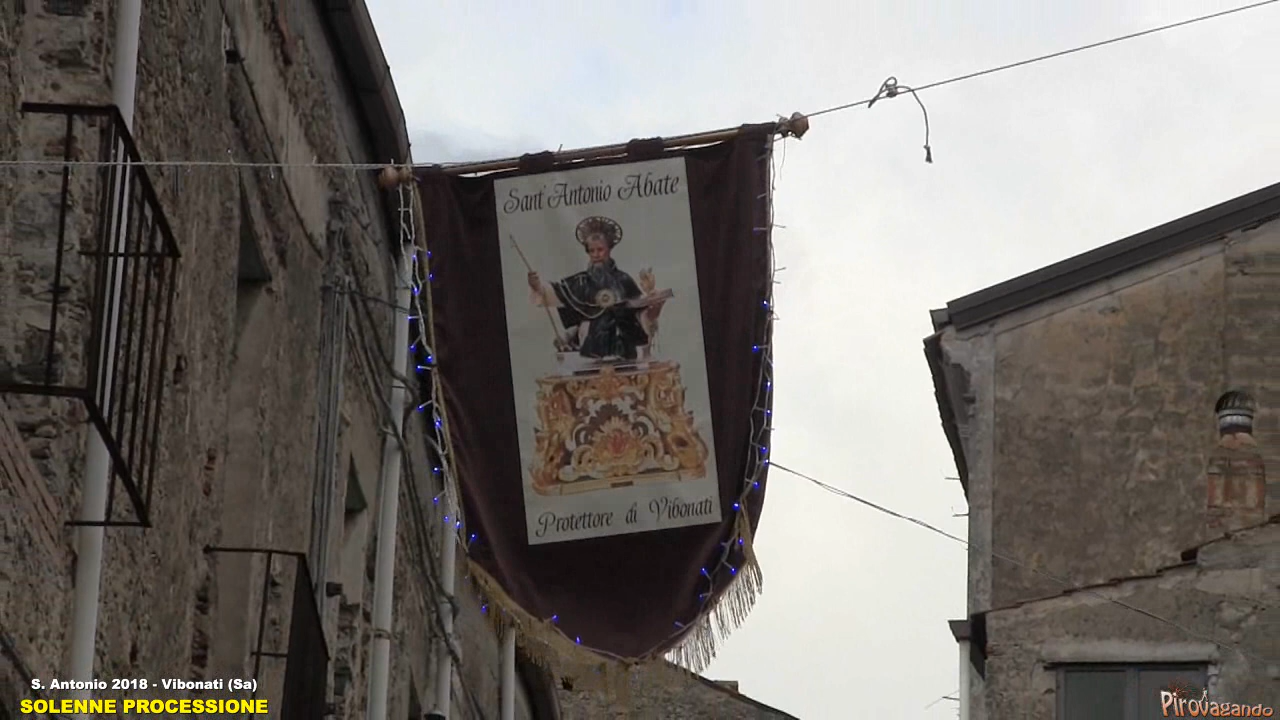 Sant' Antonio Abate
Protettore di Vibonati
S. Antonio 2018 - Vibonati (Sa)
SOLENNE PROCESSIONE
Pirovagando